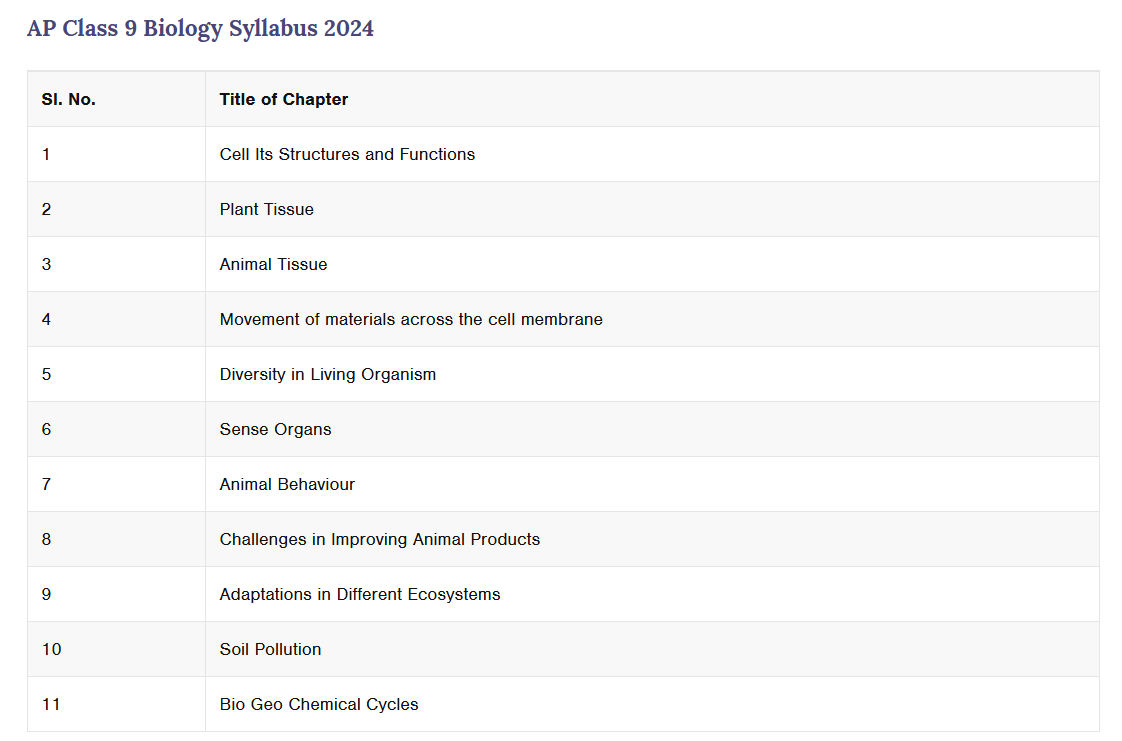 AP Class 9 Biology Syllabus 2024
Sl. No. Title of Chapter
1 Cell Its Structures and Functions
2 Plant Tissue
3 Animal Tissue
4 Movement of materials across the cell membrane
5 Diversity in Living Organism
6 Sense Organs
7 Animal Behaviour
8 Challenges in Improving Animal Products
9 Adaptations in Different Ecosystems
10 Soil Pollution
11 Bio Geo Chemical Cycles